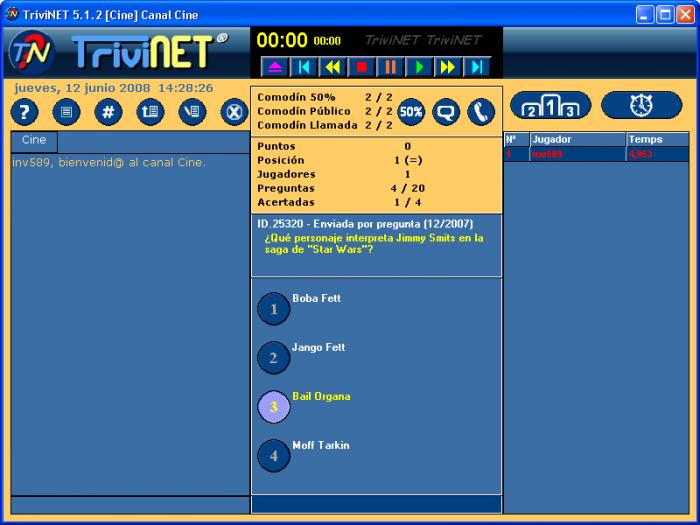 TriviNET 5.1.2 [Cine] Canal Cine
TN TriviNET®
00:00 00:00 TriviNET TriviNET
jueves, 12 junio 2008 14:28:26
? #
Comodín 50% 2 / 2
Comodín Público 2 / 2
Comodín Llamada 2 / 2
50%
2 1 3
Cine
inv589, bienvenid@ al canal Cine.
Puntos 0
Posición 1 (=)
Jugadores 1
Preguntas 4 / 20
Acertadas 1 / 4
Nº Jugador Temps
1 inv589 4,953
ID.25320 - Enviada por pregunta (12/2007)
¿Qué personaje interpreta Jimmy Smits en la
saga de "Star Wars"?
1 Boba Fett
2 Jango Fett
3 Bail Organa
4 Moff Tarkin